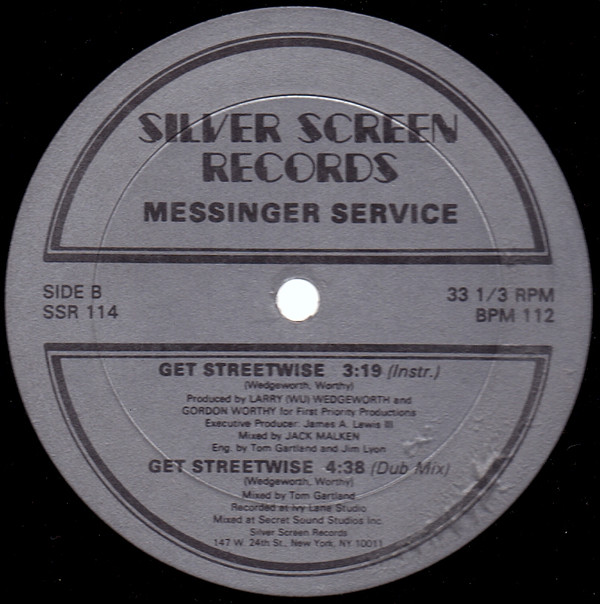 SILVER SCREEN
RECORDS
MESSINGER SERVICE
SIDE B
SSR 114
33 1/3 RPM
BPM 112
GET STREETWISE 3:19 (Instr.)
(Wedgeworth, Worthy)
Produced by LARRY (WU) WEDGEWORTH and
GORDON WORTHY for First Priority Productions
Executive Producer: James A. Lewis III
Mixed by JACK MALKEN
Eng. by Tom Gartland and Jim Lyon
GET STREETWISE 4:38 (Dub Mix)
(Wedgeworth, Worthy)
Mixed by Tom Gartland
Recorded at Ivy Lane Studio
Mixed at Secret Sound Studios Inc.
Silver Screen Records
147 W. 24th St., New York, NY 10011